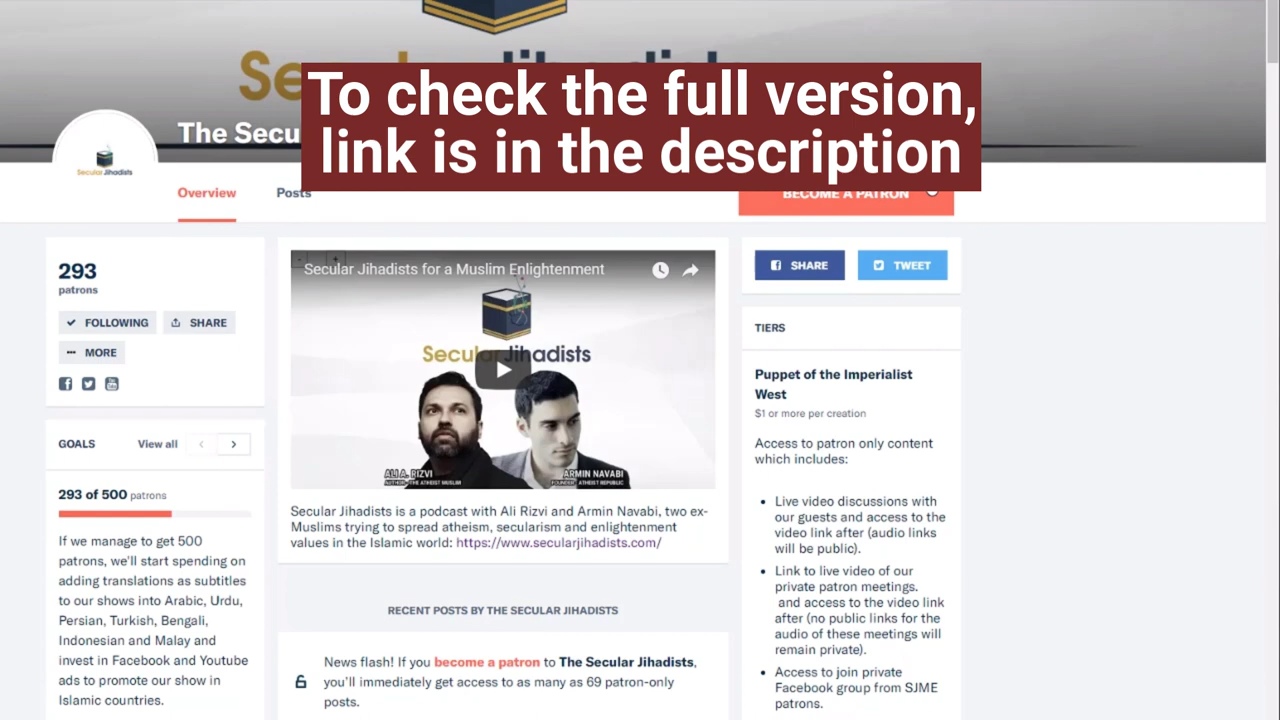 To check the full version,
link is in the description
Secular Jihadists
The Secu
Overview
Posts
BECOME A PATRON
293
patrons
FOLLOWING
SHARE
MORE
GOALS
View all
293 of 500 patrons
If we manage to get 500
patrons, we'll start spending on
adding translations as subtitles
to our shows into Arabic, Urdu,
Persian, Turkish, Bengali,
Indonesian and Malay and
invest in Facebook and Youtube
ads to promote our show in
Islamic countries.
Secular Jihadists for a Muslim Enlightenment
Secular Jihadists
ALI A. RIZVI
AUTHOR - THE ATHEIST MUSLIM
ARMIN NAVABI
FOUNDER - ATHEIST REPUBLIC
Secular Jihadists is a podcast with Ali Rizvi and Armin Navabi, two ex-
Muslims trying to spread atheism, secularism and enlightenment
values in the Islamic world: https://www.secularjihadists.com/
RECENT POSTS BY THE SECULAR JIHADISTS
News flash! If you become a patron to The Secular Jihadists,
you'll immediately get access to as many as 69 patron-only
posts.
SHARE
TWEET
TIERS
Puppet of the Imperialist
West
$1 or more per creation
Access to patron only content
which includes:
• Live video discussions with
our guests and access to the
video link after (audio links
will be public).
• Link to live video of our
private patron meetings.
and access to the video link
after (no public links for the
audio of these meetings will
remain private).
• Access to join private
Facebook group from SJME
patrons.